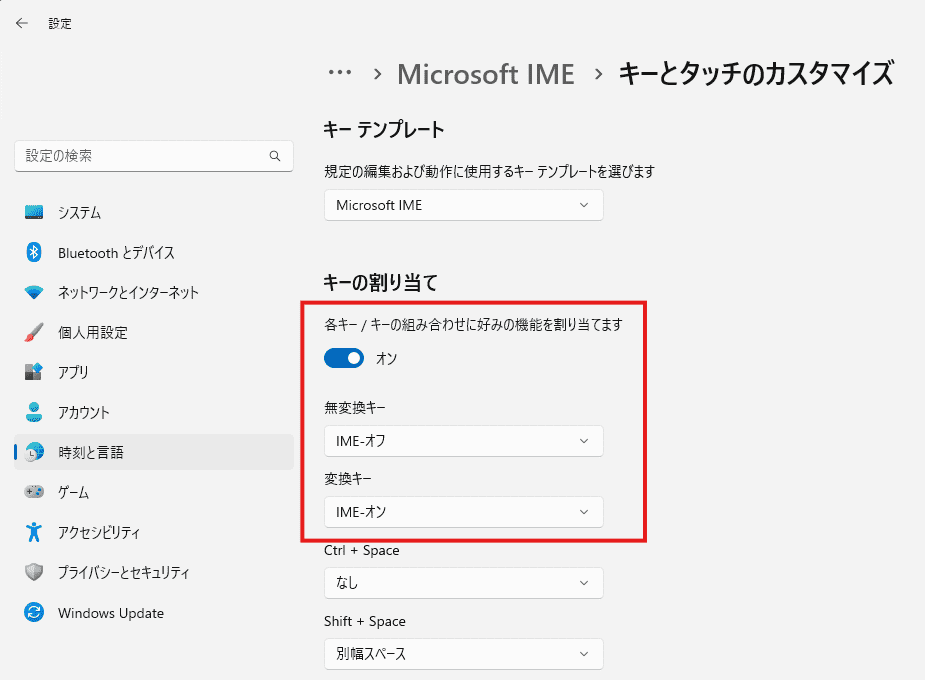 設定
… › Microsoft IME › キーとタッチのカスタマイズ
設定の検索
システム
Bluetooth とデバイス
ネットワークとインターネット
個人用設定
アプリ
アカウント
時刻と言語
ゲーム
アクセシビリティ
プライバシーとセキュリティ
Windows Update
キー テンプレート
規定の編集および動作に使用するキー テンプレートを選びます
Microsoft IME
キーの割り当て
各キー / キーの組み合わせに好みの機能を割り当てます
オン
無変換キー
IME-オフ
変換キー
IME-オン
Ctrl + Space
なし
Shift + Space
別幅スペース